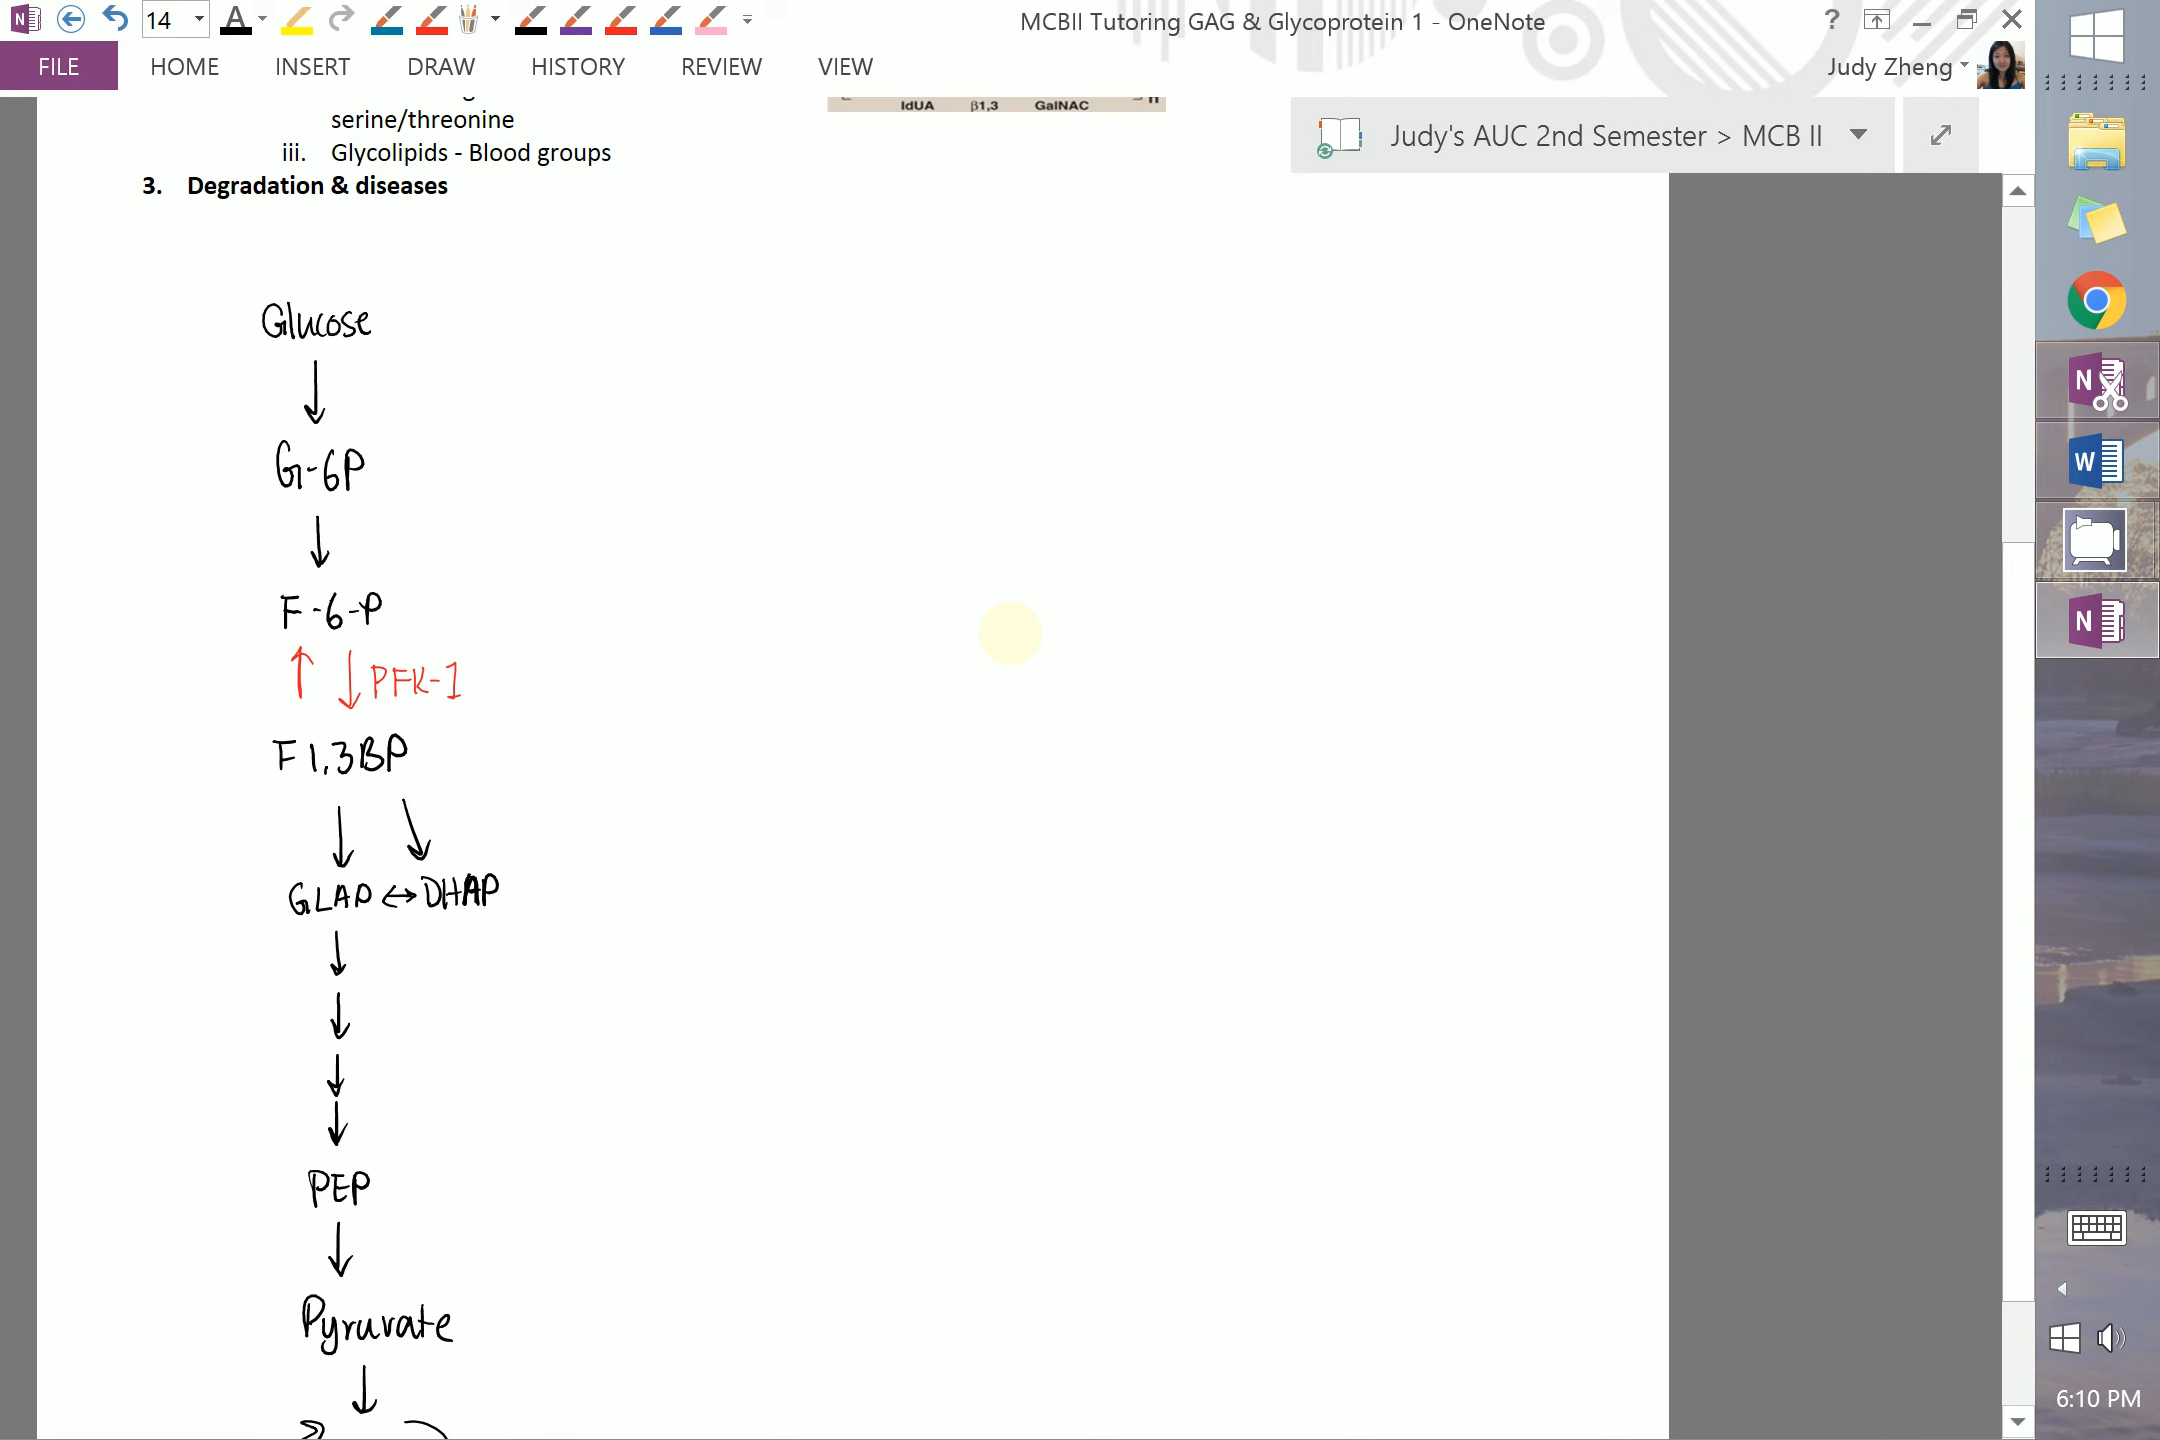 14
MCBII Tutoring GAG & Glycoprotein 1 - OneNote
?
FILE HOME INSERT DRAW HISTORY REVIEW VIEW
Judy Zheng
serine/threonine
iii. Glycolipids - Blood groups
3. Degradation & diseases
IdUA β1,3 GalNAC n
Judy's AUC 2nd Semester > MCB II
Glucose
G-6P
F-6-P
PFK-1
F 1,3BP
GLAP ↔ DHAP
PEP
Pyruvate
6:10 PM